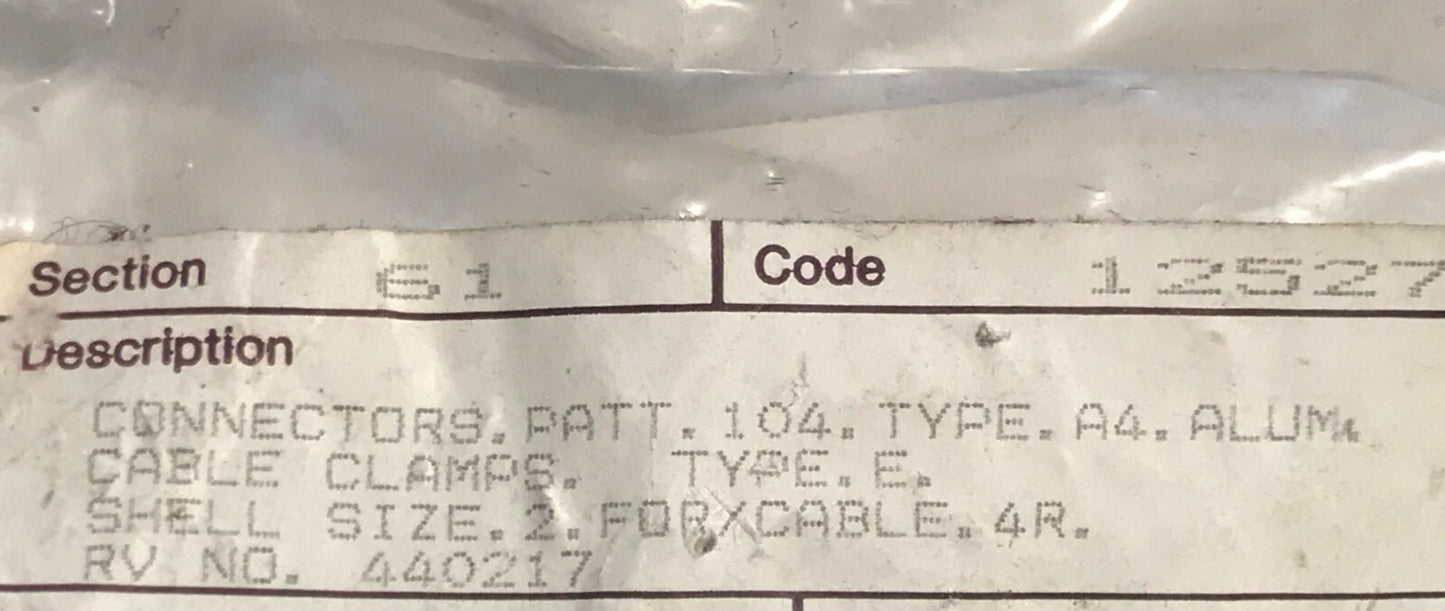 Section 61 Code 12527
Description
CONNECTORS.PATT.104.TYPE.A4.ALUM.
CABLE CLAMPS. TYPE.E.
SHELL SIZE.2.FOR/CABLE.4R.
RV NO. 440217